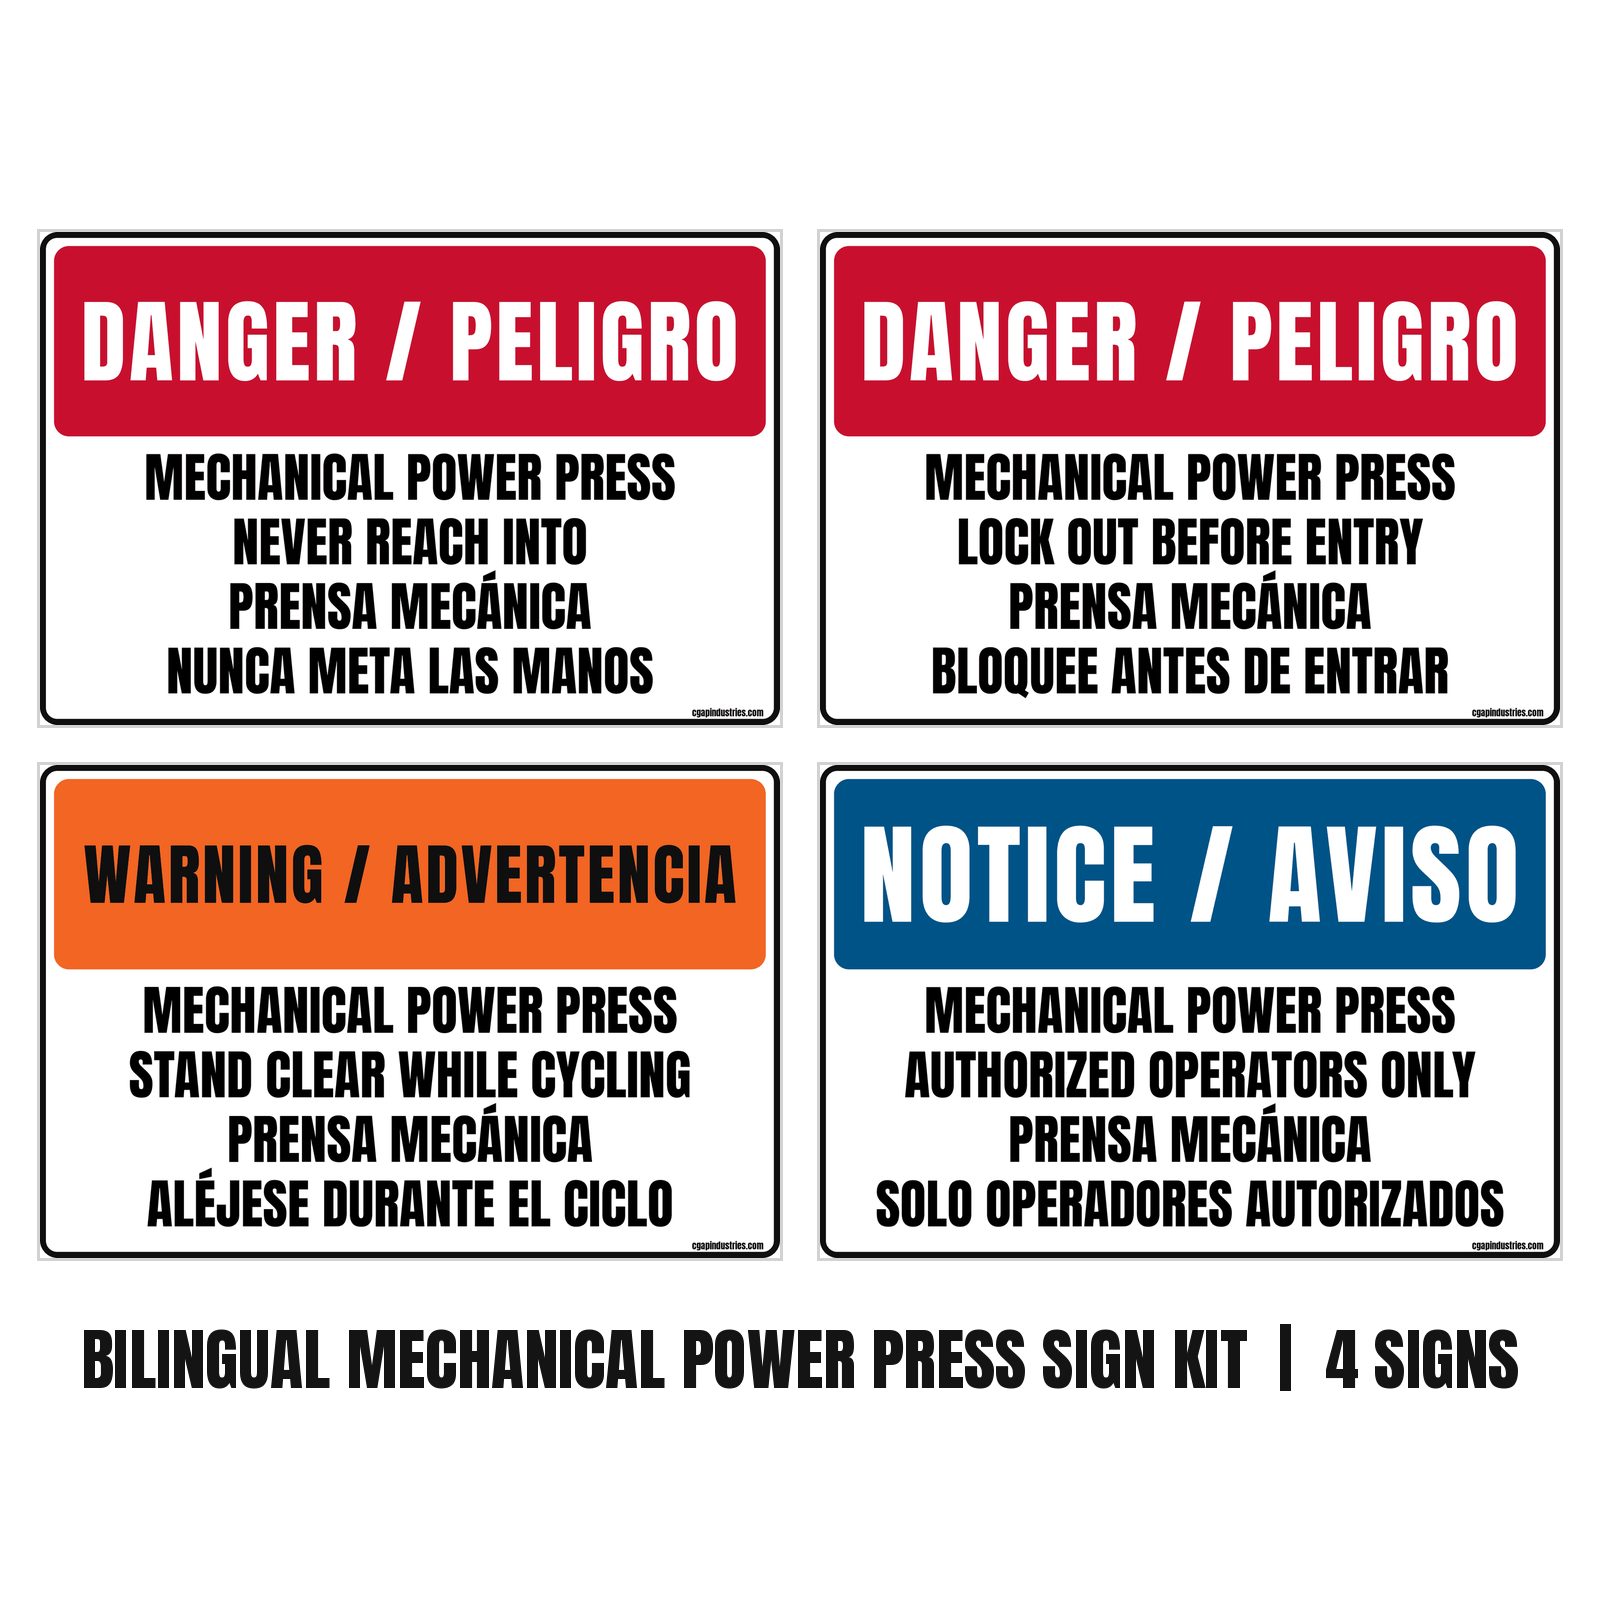 DANGER / PELIGRO
MECHANICAL POWER PRESS
NEVER REACH INTO
PRENSA MECÁNICA
NUNCA META LAS MANOS
cgapindustries.com
DANGER / PELIGRO
MECHANICAL POWER PRESS
LOCK OUT BEFORE ENTRY
PRENSA MECÁNICA
BLOQUEE ANTES DE ENTRAR
cgapindustries.com
WARNING / ADVERTENCIA
MECHANICAL POWER PRESS
STAND CLEAR WHILE CYCLING
PRENSA MECÁNICA
ALÉJESE DURANTE EL CICLO
cgapindustries.com
NOTICE / AVISO
MECHANICAL POWER PRESS
AUTHORIZED OPERATORS ONLY
PRENSA MECÁNICA
SOLO OPERADORES AUTORIZADOS
cgapindustries.com
BILINGUAL MECHANICAL POWER PRESS SIGN KIT | 4 SIGNS